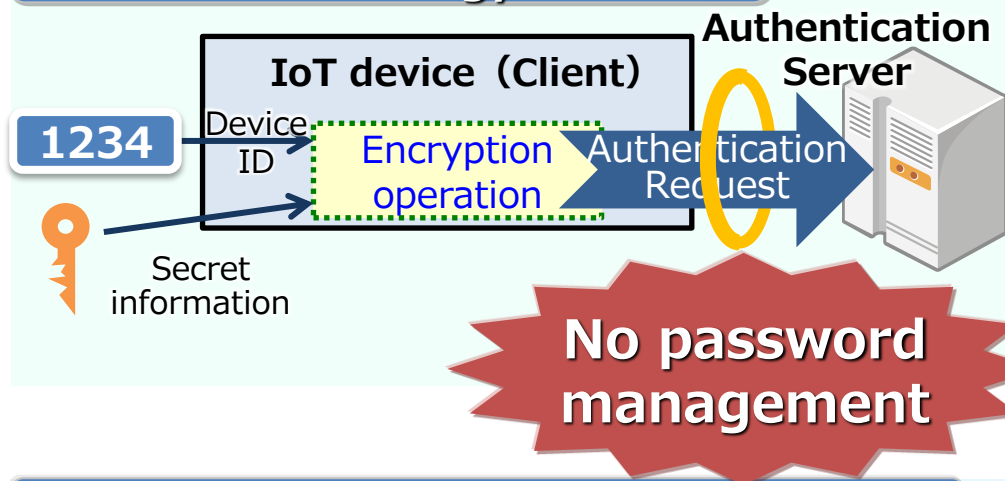 Authentication
Server
IoT device（Client）
1234
Device
ID
Encryption
operation
Authentication
Request
Secret
information
No password
management